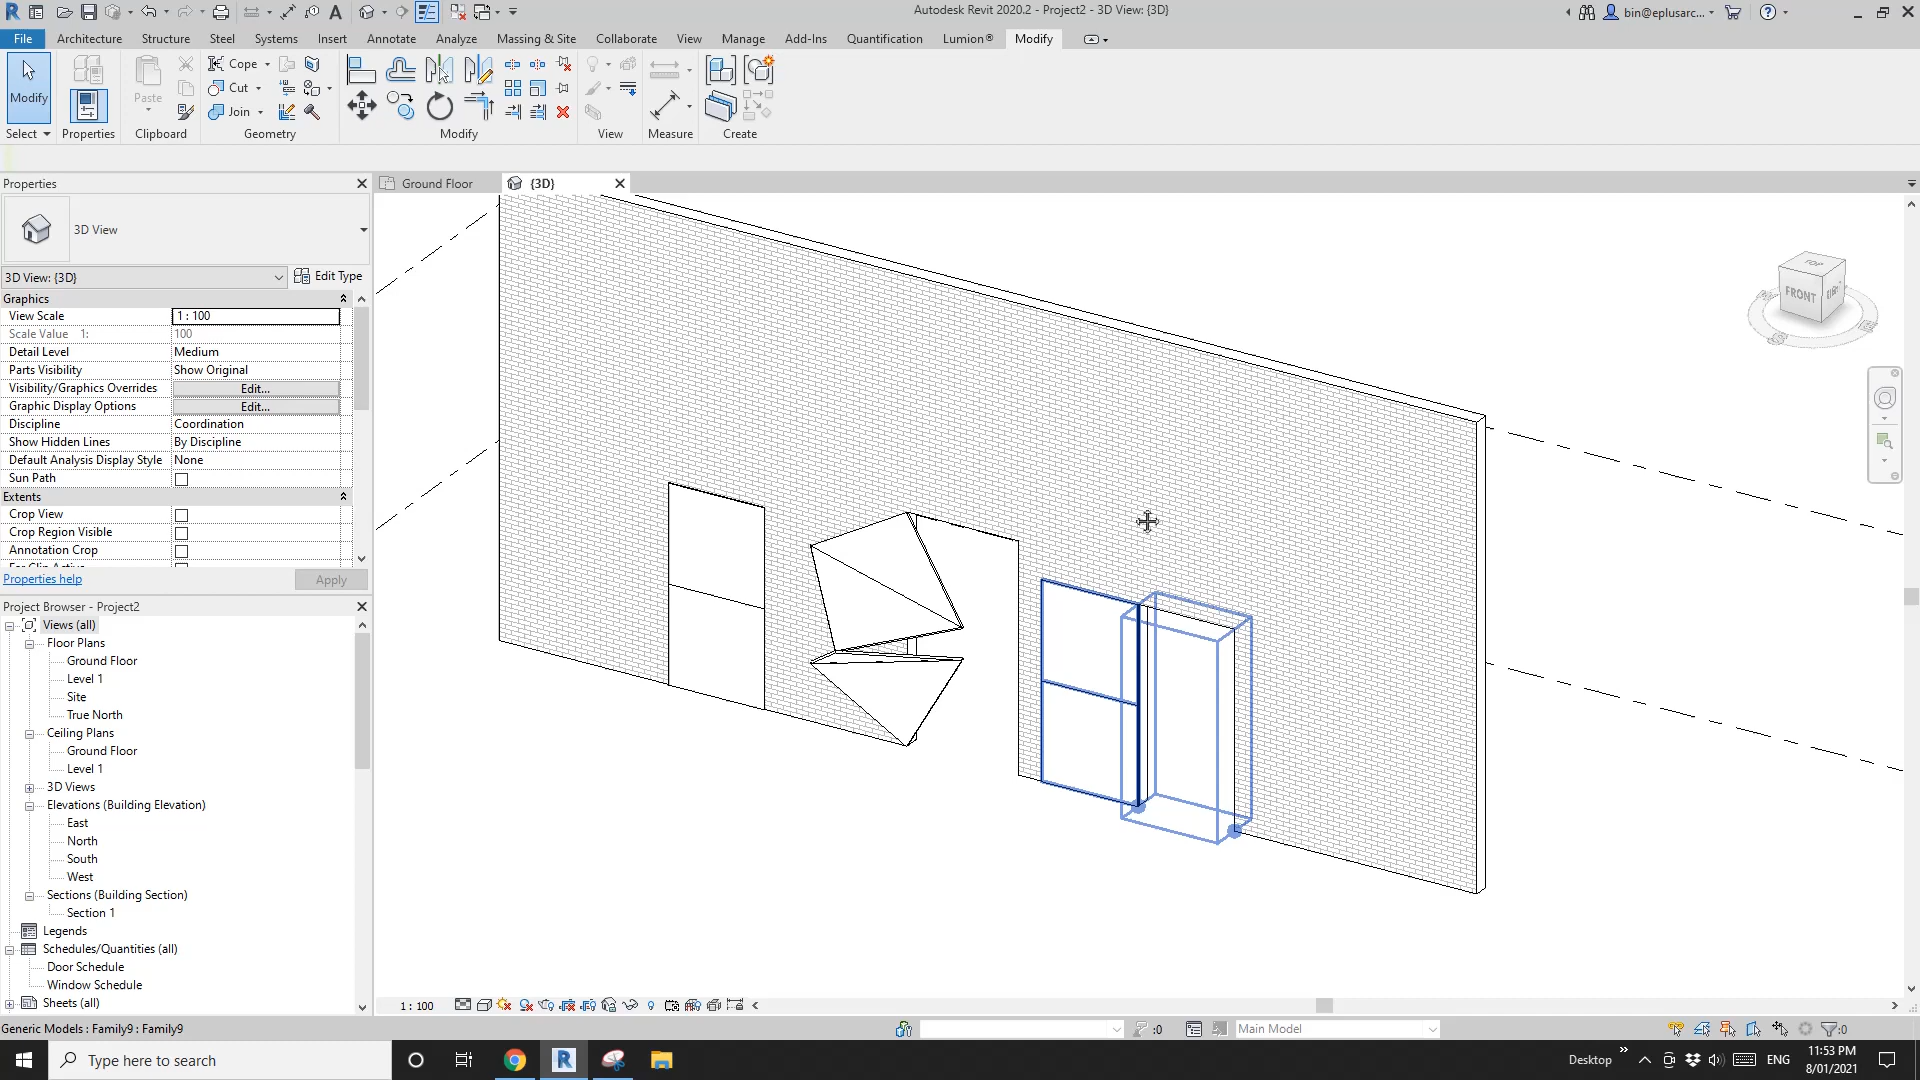 Autodesk Revit 2020.2 - Project2 - 3D View: {3D}
bin@eplusarc...
File
Architecture
Structure
Steel
Systems
Insert
Annotate
Analyze
Massing & Site
Collaborate
View
Manage
Add-Ins
Quantification
Lumion®
Modify
Modify
Paste
Cope
Cut
Join
Select
Properties
Clipboard
Geometry
Modify
View
Measure
Create
Properties
Ground Floor
{3D}
3D View
3D View: {3D}
Edit Type
Graphics
View Scale
1 : 100
Scale Value 1:
100
Detail Level
Medium
Parts Visibility
Show Original
Visibility/Graphics Overrides
Edit...
Graphic Display Options
Edit...
Discipline
Coordination
Show Hidden Lines
By Discipline
Default Analysis Display Style
None
Sun Path
Extents
Crop View
Crop Region Visible
Annotation Crop
Properties help
Apply
TOP
FRONT
Project Browser - Project2
Views (all)
Floor Plans
Ground Floor
Level 1
Site
True North
Ceiling Plans
Ground Floor
Level 1
3D Views
Elevations (Building Elevation)
East
North
South
West
Sections (Building Section)
Section 1
Legends
Schedules/Quantities (all)
Door Schedule
Window Schedule
Sheets (all)
1 : 100
Generic Models : Family9 : Family9
:0
Main Model
:0
Type here to search
Desktop
ENG
11:53 PM
8/01/2021